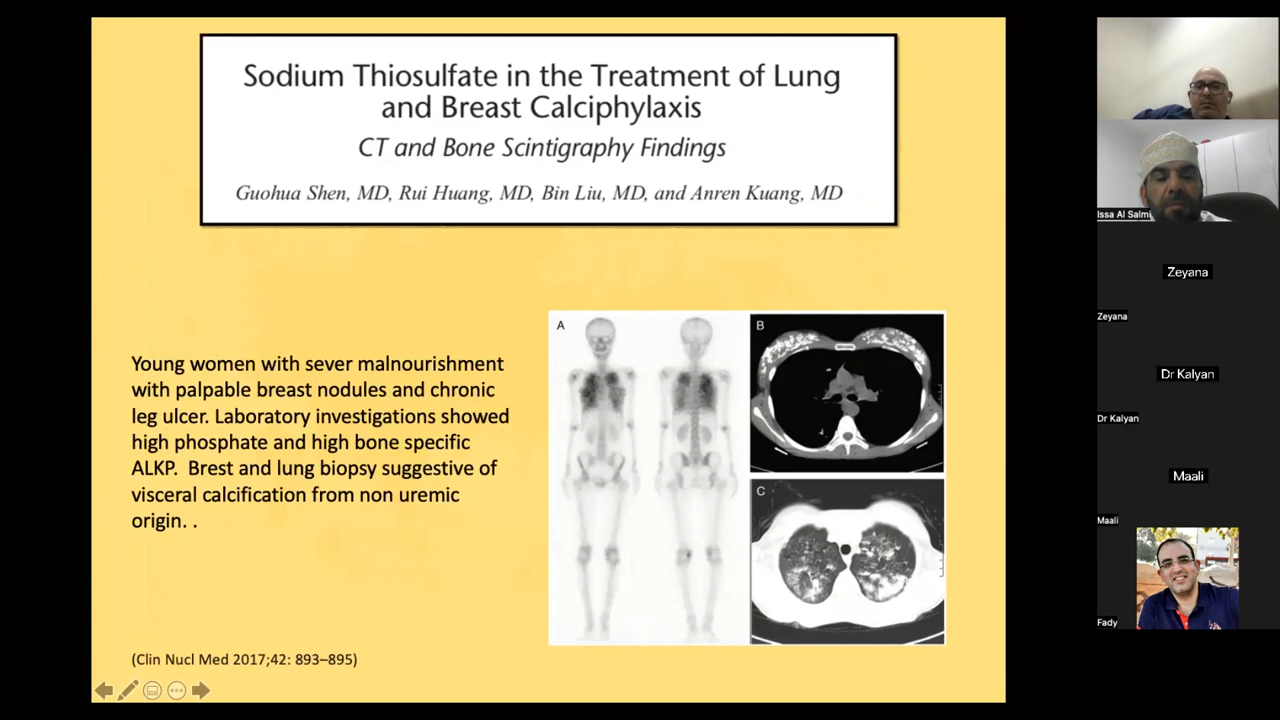 Sodium Thiosulfate in the Treatment of Lung
and Breast Calciphylaxis
CT and Bone Scintigraphy Findings
Guohua Shen, MD, Rui Huang, MD, Bin Liu, MD, and Anren Kuang, MD
Young women with sever malnourishment
with palpable breast nodules and chronic
leg ulcer. Laboratory investigations showed
high phosphate and high bone specific
ALKP.  Brest and lung biopsy suggestive of
visceral calcification from non uremic
origin. .
A
B
C
(Clin Nucl Med 2017;42: 893–895)
Issa Al Salmi
Zeyana
Zeyana
Dr Kalyan
Dr Kalyan
Maali
Maali
Fady